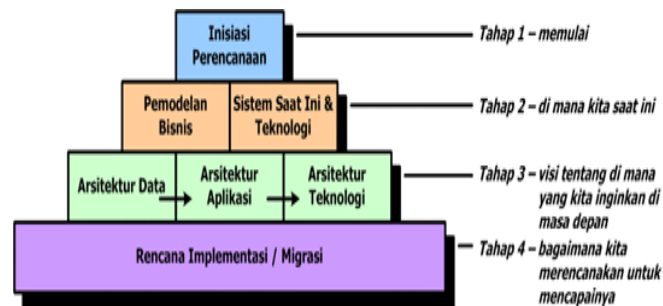 Inisiasi
Perencanaan
Tahap 1 – memulai
Pemodelan
Bisnis
Sistem Saat Ini &
Teknologi
Tahap 2 – di mana kita saat ini
Arsitektur Data
Arsitektur
Aplikasi
Arsitektur
Teknologi
Tahap 3 – visi tentang di mana
yang kita inginkan di
masa depan
Rencana Implementasi / Migrasi
Tahap 4 – bagaimana kita
merencanakan untuk
mencapainya